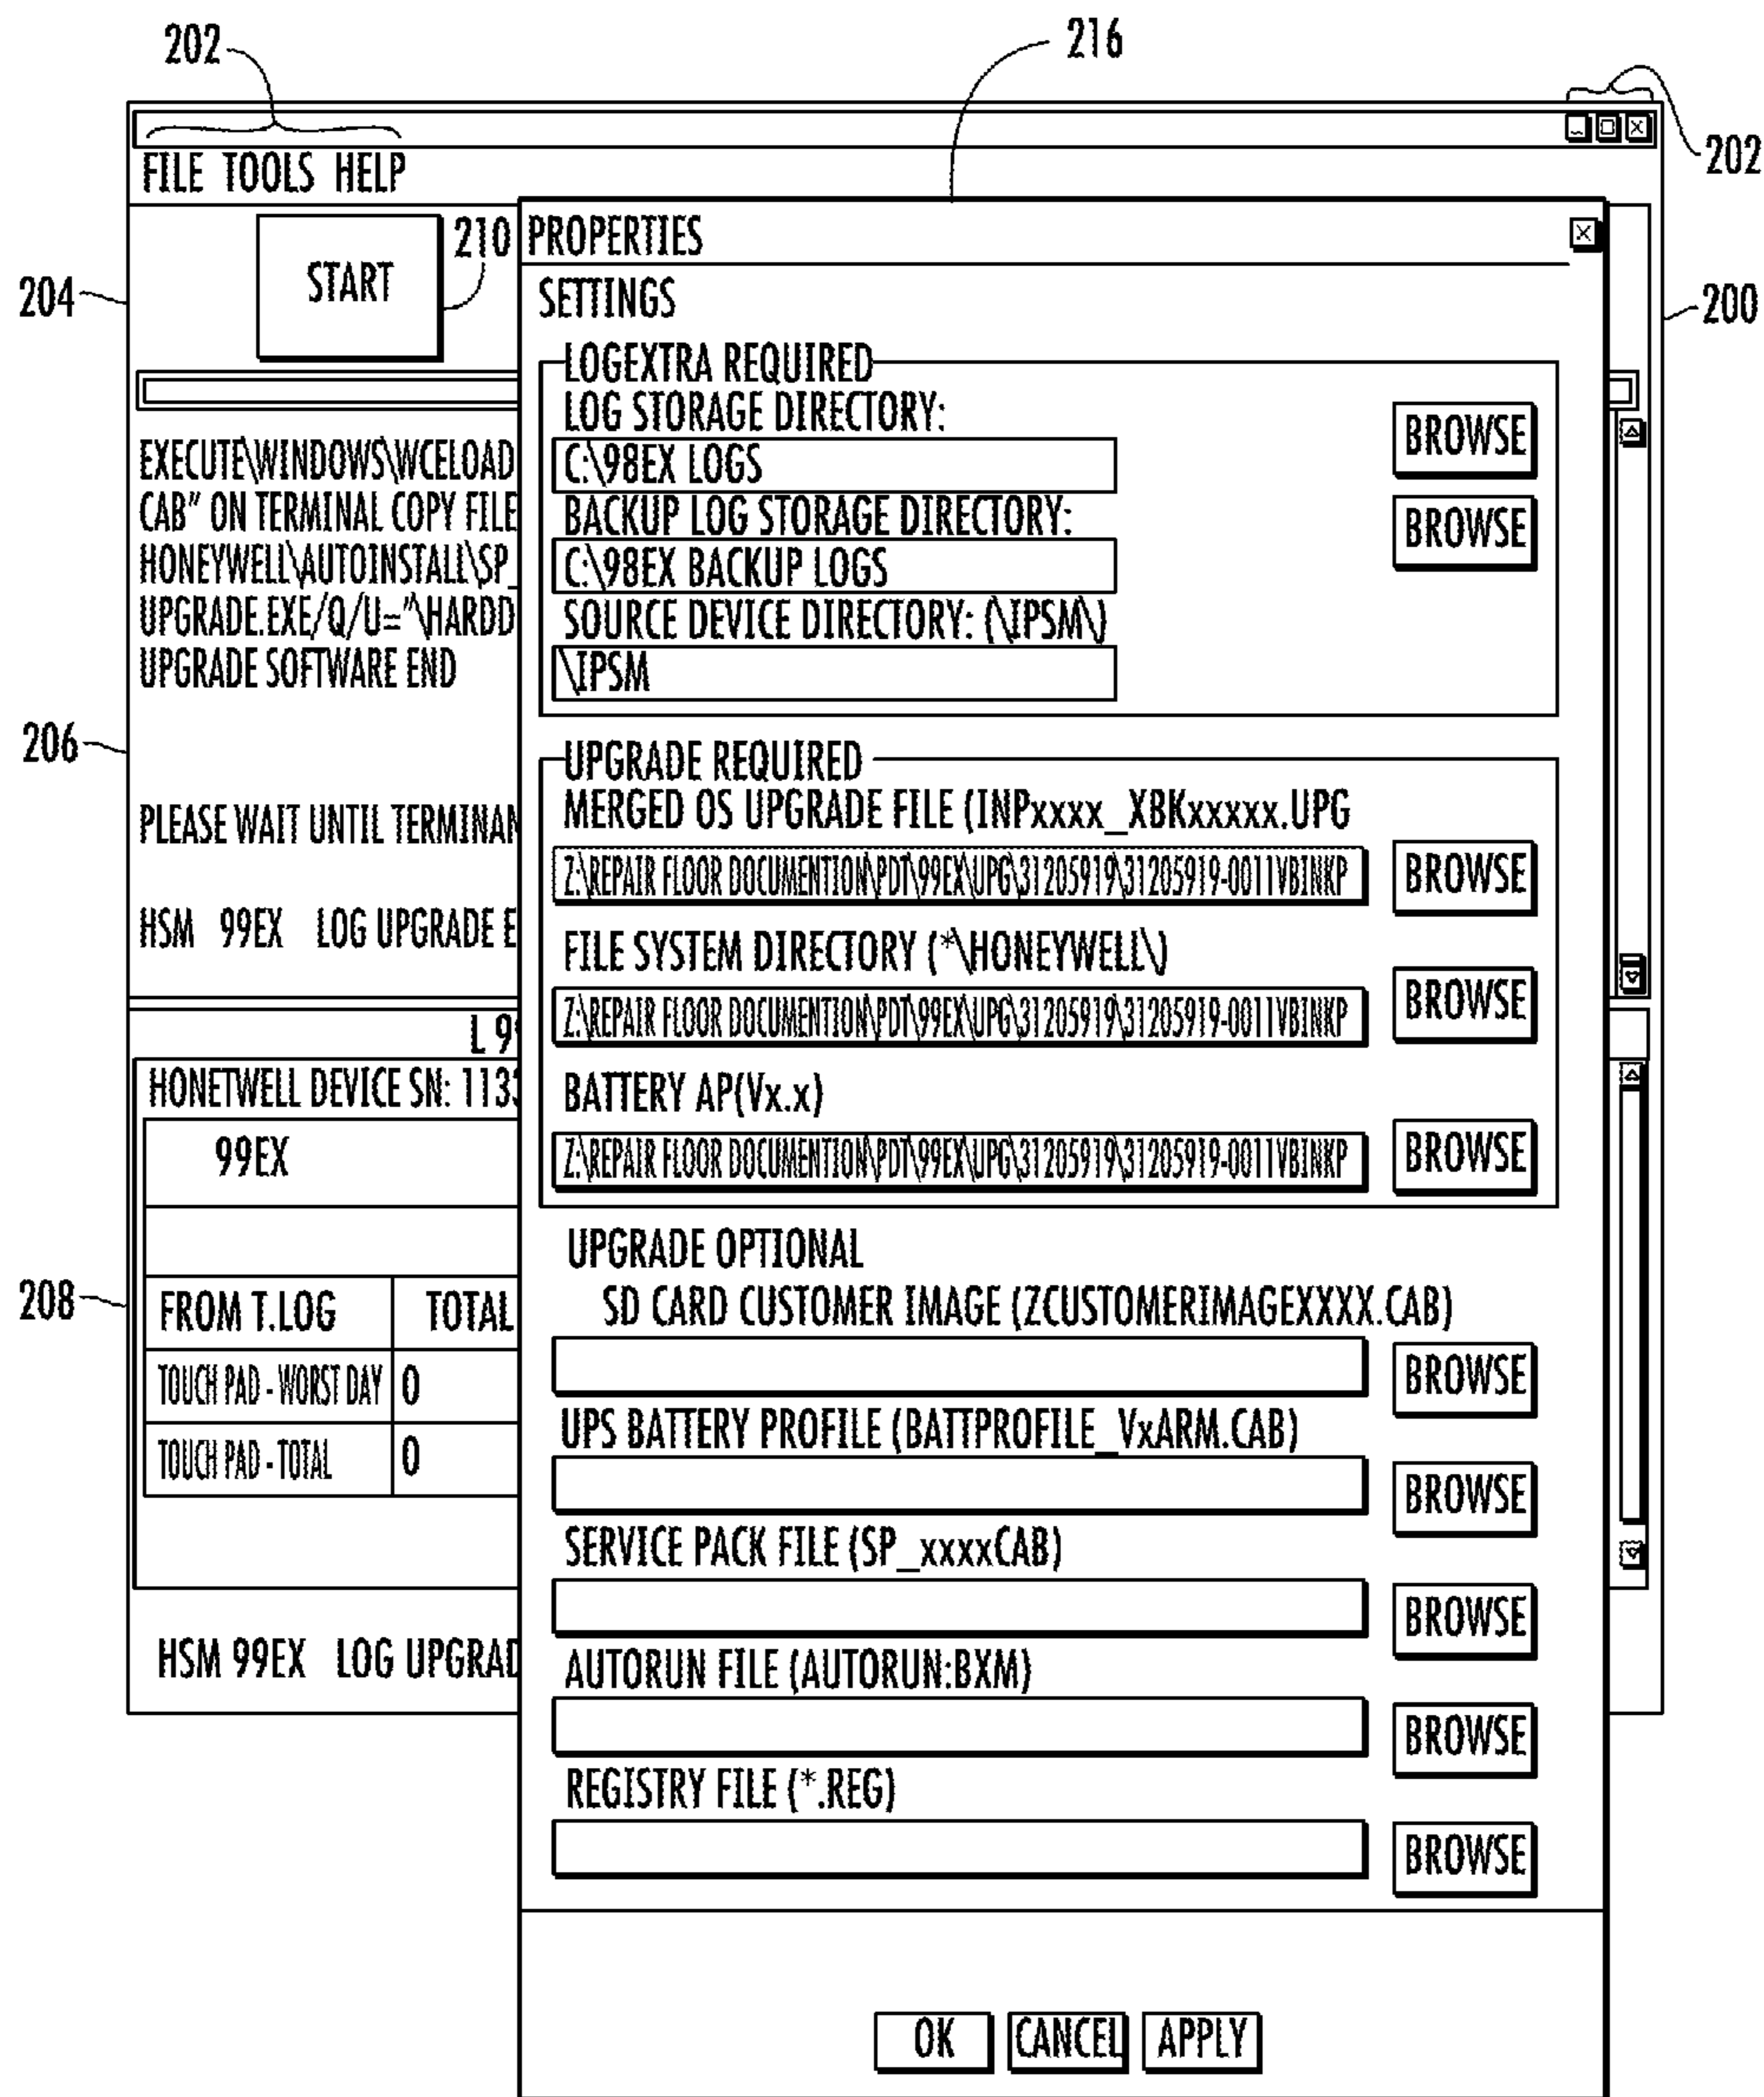 202
216
202
FILE TOOLS HELP
204
START
210
200
EXECUTE\WINDOWS\WCELOAD
CAB" ON TERMINAL COPY FILE
HONEYWELL\AUTOINSTALL\SP_
UPGRADE.EXE/Q/U="\HARDD
UPGRADE SOFTWARE END
206
PLEASE WAIT UNTIL TERMINAN
HSM 99EX LOG UPGRADE E
L 99
HONETWELL DEVICE SN: 1133
99EX
208
FROM T.LOG TOTAL
TOUCH PAD - WORST DAY 0
TOUCH PAD - TOTAL 0
HSM 99EX LOG UPGRAD
PROPERTIES
SETTINGS
LOGEXTRA REQUIRED
LOG STORAGE DIRECTORY:
C:\98EX LOGS
BROWSE
BACKUP LOG STORAGE DIRECTORY:
C:\98EX BACKUP LOGS
BROWSE
SOURCE DEVICE DIRECTORY: (\IPSM\)
\IPSM
UPGRADE REQUIRED
MERGED OS UPGRADE FILE (INPxxxx_XBKxxxxx.UPG
Z:\REPAIR FLOOR DOCUMENTION\PDT\99EX\UPG\31205919\31205919-0011VBINKP
BROWSE
FILE SYSTEM DIRECTORY (*\HONEYWELL\)
Z:\REPAIR FLOOR DOCUMENTION\PDT\99EX\UPG\31205919\31205919-0011VBINKP
BROWSE
BATTERY AP(Vx.x)
Z:\REPAIR FLOOR DOCUMENTION\PDT\99EX\UPG\31205919\31205919-0011VBINKP
BROWSE
UPGRADE OPTIONAL
SD CARD CUSTOMER IMAGE (ZCUSTOMERIMAGEXXXX.CAB)
BROWSE
UPS BATTERY PROFILE (BATTPROFILE_VxARM.CAB)
BROWSE
SERVICE PACK FILE (SP_xxxxCAB)
BROWSE
AUTORUN FILE (AUTORUN:BXM)
BROWSE
REGISTRY FILE (*.REG)
BROWSE
OK CANCEL APPLY